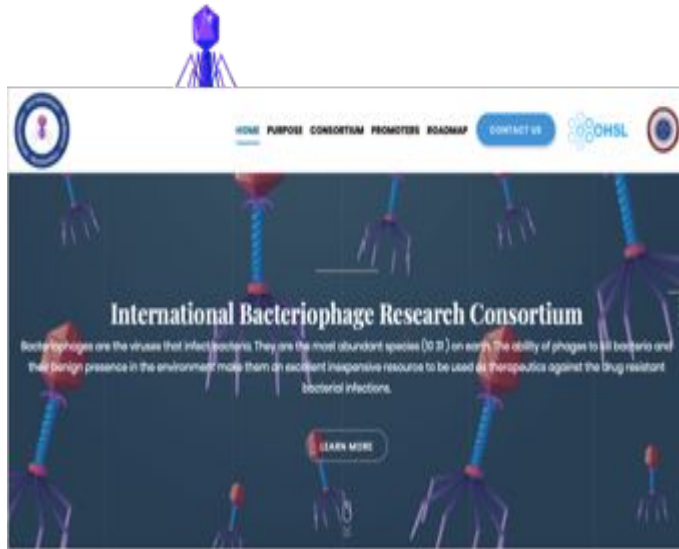 HOME PURPOSE CONSORTIUM PROMOTERS ROADMAP CONTACT US OHSL
International Bacteriophage Research Consortium
Bacteriophages are the viruses that infect bacteria. They are the most abundant species (10 31 ) on earth. The ability of phages to kill bacteria and
their benign presence in the environment make them an excellent inexpensive resource to be used as therapeutics against the drug resistant
bacterial infections.
LEARN MORE